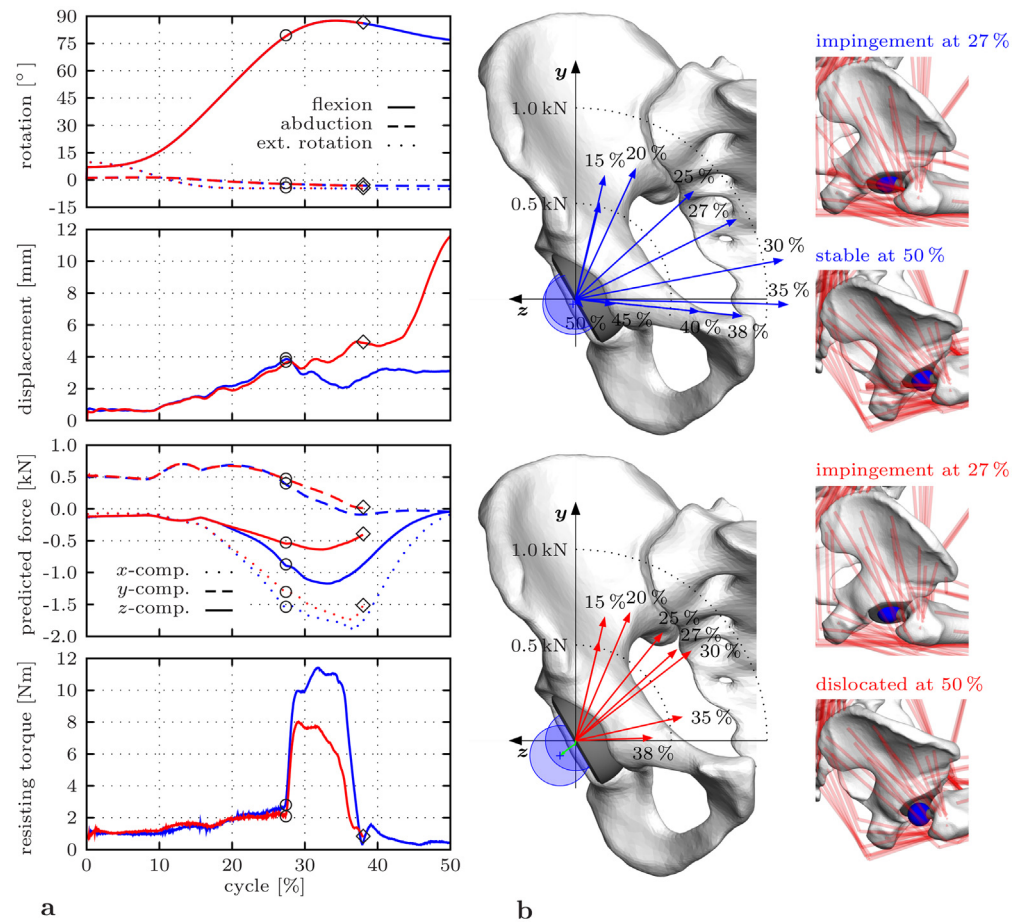 90
75
60
45
30
15
0
-15
rotation [°]
flexion
abduction
ext. rotation
12
10
8
6
4
2
0
displacement [mm]
1.0
0.5
0.0
-0.5
-1.0
-1.5
-2.0
predicted force [kN]
x-comp.
y-comp.
z-comp.
12
10
8
6
4
2
0
resisting torque [Nm]
0 10 20 30 40 50
cycle [%]
a
y
1.0 kN
0.5 kN
z
15 %
20 %
25 %
27 %
30 %
35 %
50 %
45 %
40 %
38 %
impingement at 27 %
stable at 50 %
y
1.0 kN
0.5 kN
z
15 %
20 %
25 %
27 %
30 %
35 %
38 %
impingement at 27 %
dislocated at 50 %
b